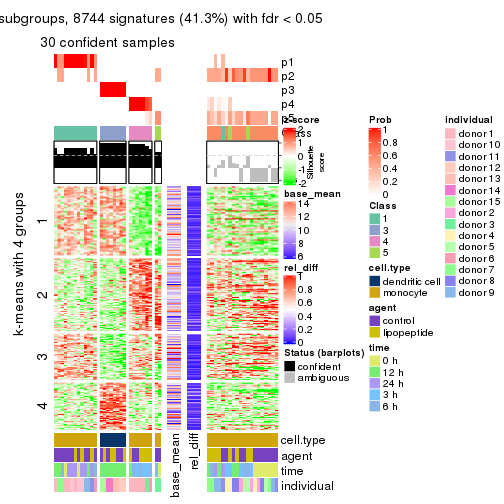 subgroups, 8744 signatures (41.3%) with fdr < 0.05
30 confident samples
p1
p2
p3
p4
p5
Class
Silhouette
score
k-means with 4 groups
1
2
3
4
cell.type
agent
time
individual
base_mean
rel_diff
z-score
2
1
0
-1
-2
base_mean
14
12
10
8
6
rel_diff
1
0.8
0.6
0.4
0.2
0
Status (barplots)
confident
ambiguous
Prob
1
0.8
0.6
0.4
0.2
0
Class
1
3
4
5
cell.type
dendritic cell
monocyte
agent
control
lipopeptide
time
0 h
12 h
24 h
3 h
6 h
individual
donor 1
donor 10
donor 11
donor 12
donor 13
donor 14
donor 15
donor 2
donor 3
donor 4
donor 5
donor 6
donor 7
donor 8
donor 9